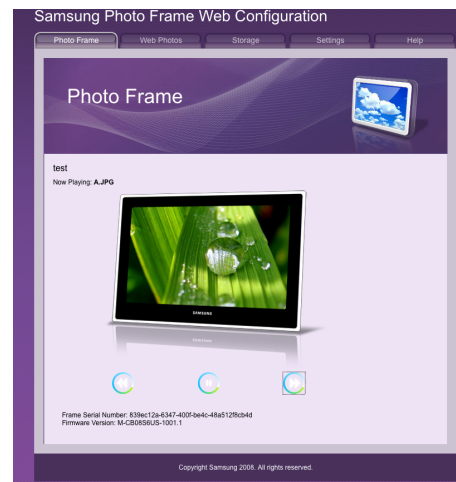 Samsung Photo Frame Web Configuration
Photo Frame Web Photos Storage Settings Help
Photo Frame
test
Now Playing: A.JPG
SAMSUNG
Frame Serial Number: 839ec12a-6347-400f-be4c-48a512f8cb4d
Firmware Version: M-CB08S6US-1001.1
Copyright Samsung 2008. All rights reserved.